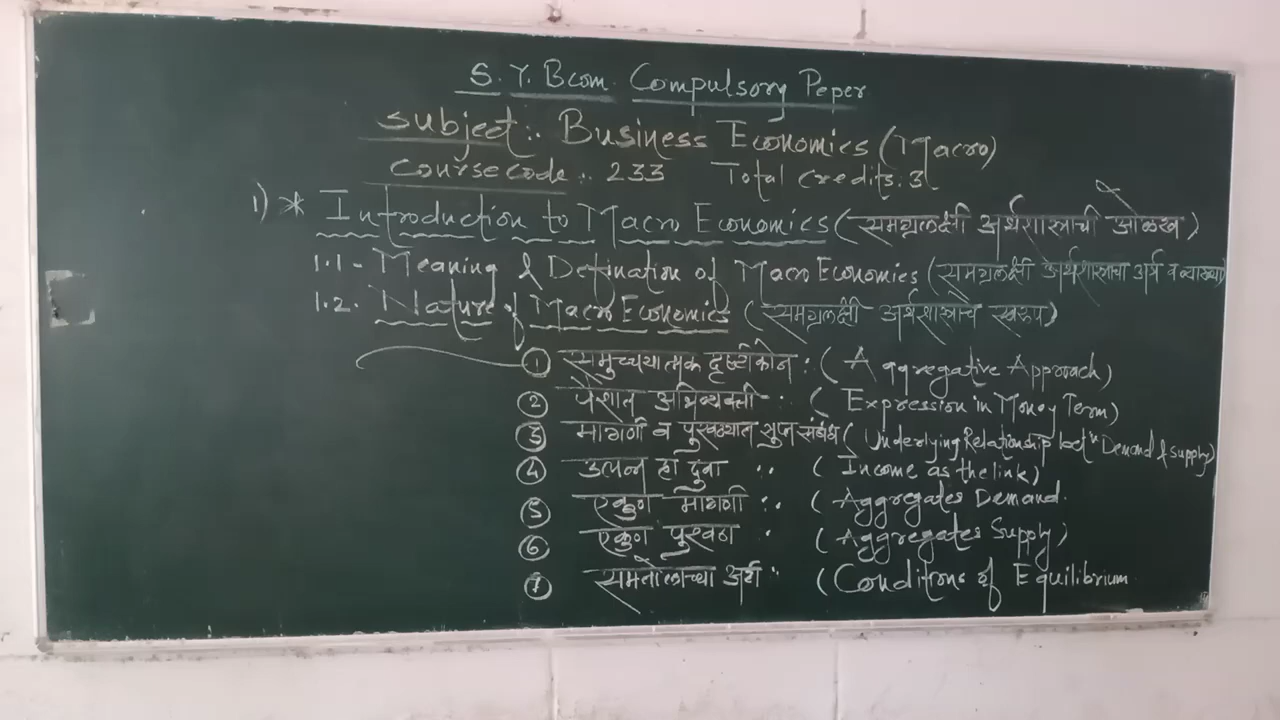 S. Y. Bcom. Compulsory Peper
Subject:. Business Economics (Macro)
Course code :. 233 Total Credits: 3
1) * Introduction to Macro Economics (समग्रलक्षी अर्थशास्त्राची ओळख)
1.1 - Meaning & Defination of Macro Economics (समग्रलक्षी अर्थशास्त्राचा अर्थ व व्याख्या)
1.2. Nature of Macro Economics (समग्रलक्षी अर्थशास्त्राचे स्वरूप)
① समुच्चयात्मक दृष्टीकोन :. (Aggregative Approach)
② पैशात अभिव्यक्ती :. (Expression in Money Term)
③ मागणी व पुरवठ्यात सुप्त संबंध (Underlying Relationship betn Demand & supply)
④ उत्पन्न हा दुवा :. (Income as the link)
⑤ एकुण मागणी :. (Aggregates Demand.
⑥ एकुण पुरवठा :. (Aggregates Supply)
⑦ समतोलाच्या अटी :. (Conditions of Equilibrium